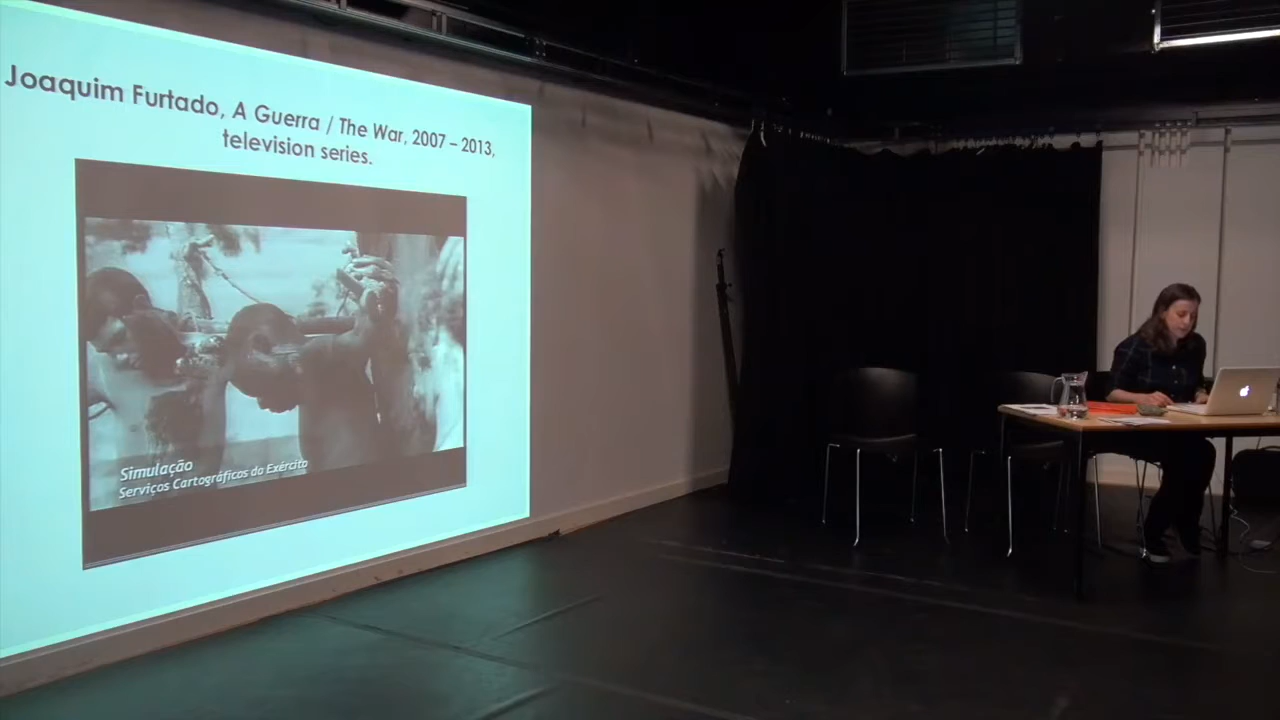 Joaquim Furtado, A Guerra / The War, 2007 – 2013,
television series.
Simulação
Serviços Cartográficos do Exército